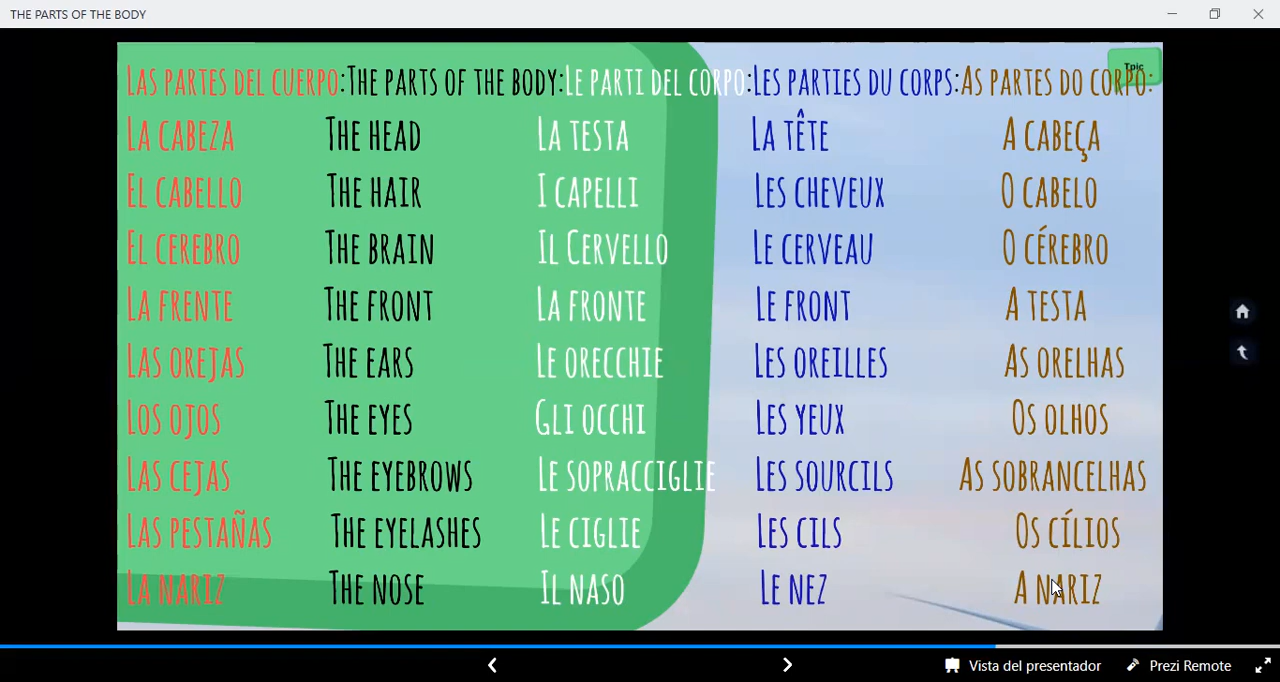 THE PARTS OF THE BODY
Tpic
LAS PARTES DEL CUERPO:THE PARTS OF THE BODY:LE PARTI DEL CORPO:LES PARTIES DU CORPS:AS PARTES DO CORPO:
LA CABEZA THE HEAD LA TESTA LA TÊTE A CABEÇA
EL CABELLO THE HAIR I CAPELLI LES CHEVEUX O CABELO
EL CEREBRO THE BRAIN IL CERVELLO LE CERVEAU O CÉREBRO
LA FRENTE THE FRONT LA FRONTE LE FRONT A TESTA
LAS OREJAS THE EARS LE ORECCHIE LES OREILLES AS ORELHAS
LOS OJOS THE EYES GLI OCCHI LES YEUX OS OLHOS
LAS CEJAS THE EYEBROWS LE SOPRACCIGLIE LES SOURCILS AS SOBRANCELHAS
LAS PESTAÑAS THE EYELASHES LE CIGLIE LES CILS OS CÍLIOS
LA NARIZ THE NOSE IL NASO LE NEZ A NARIZ
Vista del presentador Prezi Remote